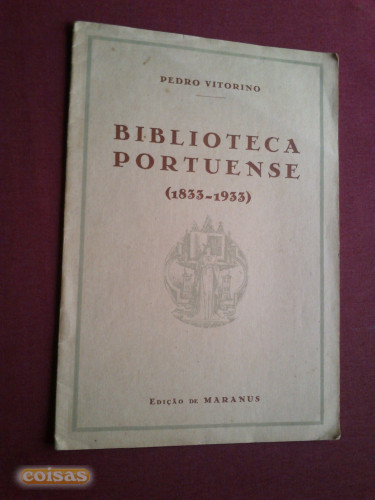 PEDRO VITORINO
BIBLIOTECA
PORTUENSE
(1833-1933)
EDIÇÃO DE MARANUS
coisas